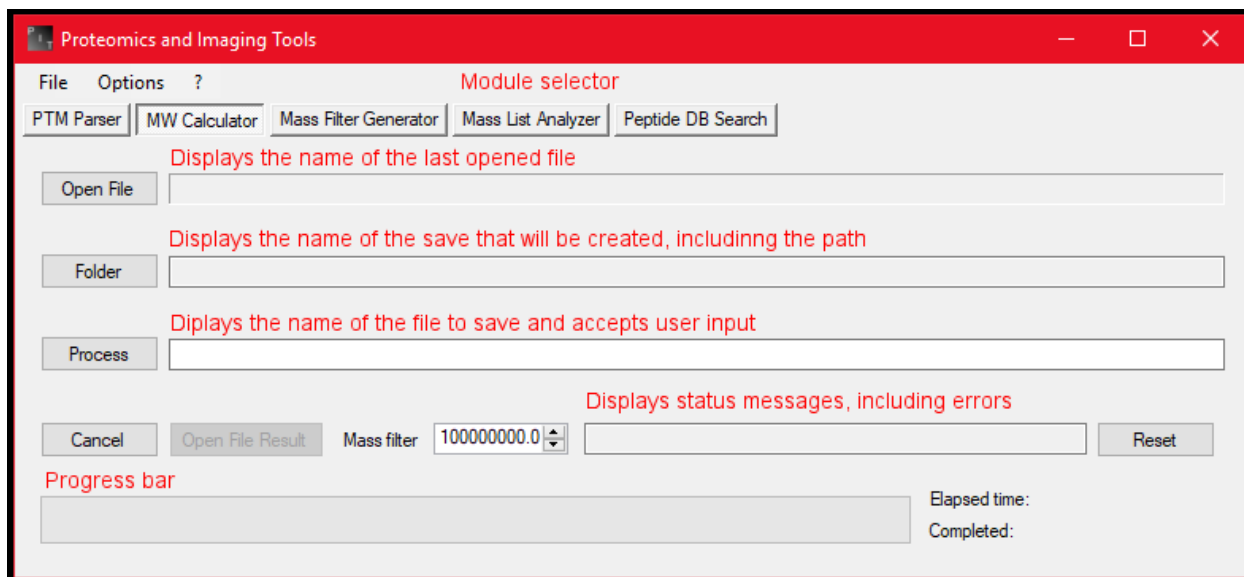 PIT Proteomics and Imaging Tools
File Options ? Module selector
PTM Parser MW Calculator Mass Filter Generator Mass List Analyzer Peptide DB Search
Displays the name of the last opened file
Open File
Displays the name of the save that will be created, includinng the path
Folder
Diplays the name of the file to save and accepts user input
Process
Displays status messages, including errors
Cancel Open File Result Mass filter 100000000.0 Reset
Progress bar
Elapsed time:
Completed: